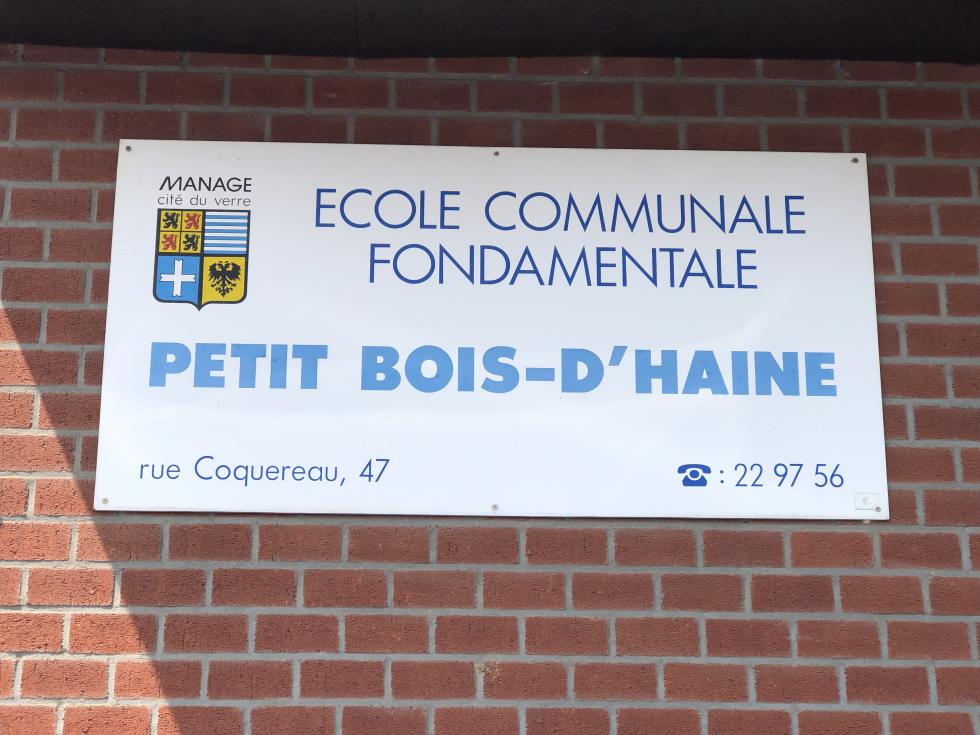 MANAGE
cité du verre
ECOLE COMMUNALE
FONDAMENTALE
PETIT BOIS-D'HAINE
rue Coquereau, 47
☎ : 22 97 56